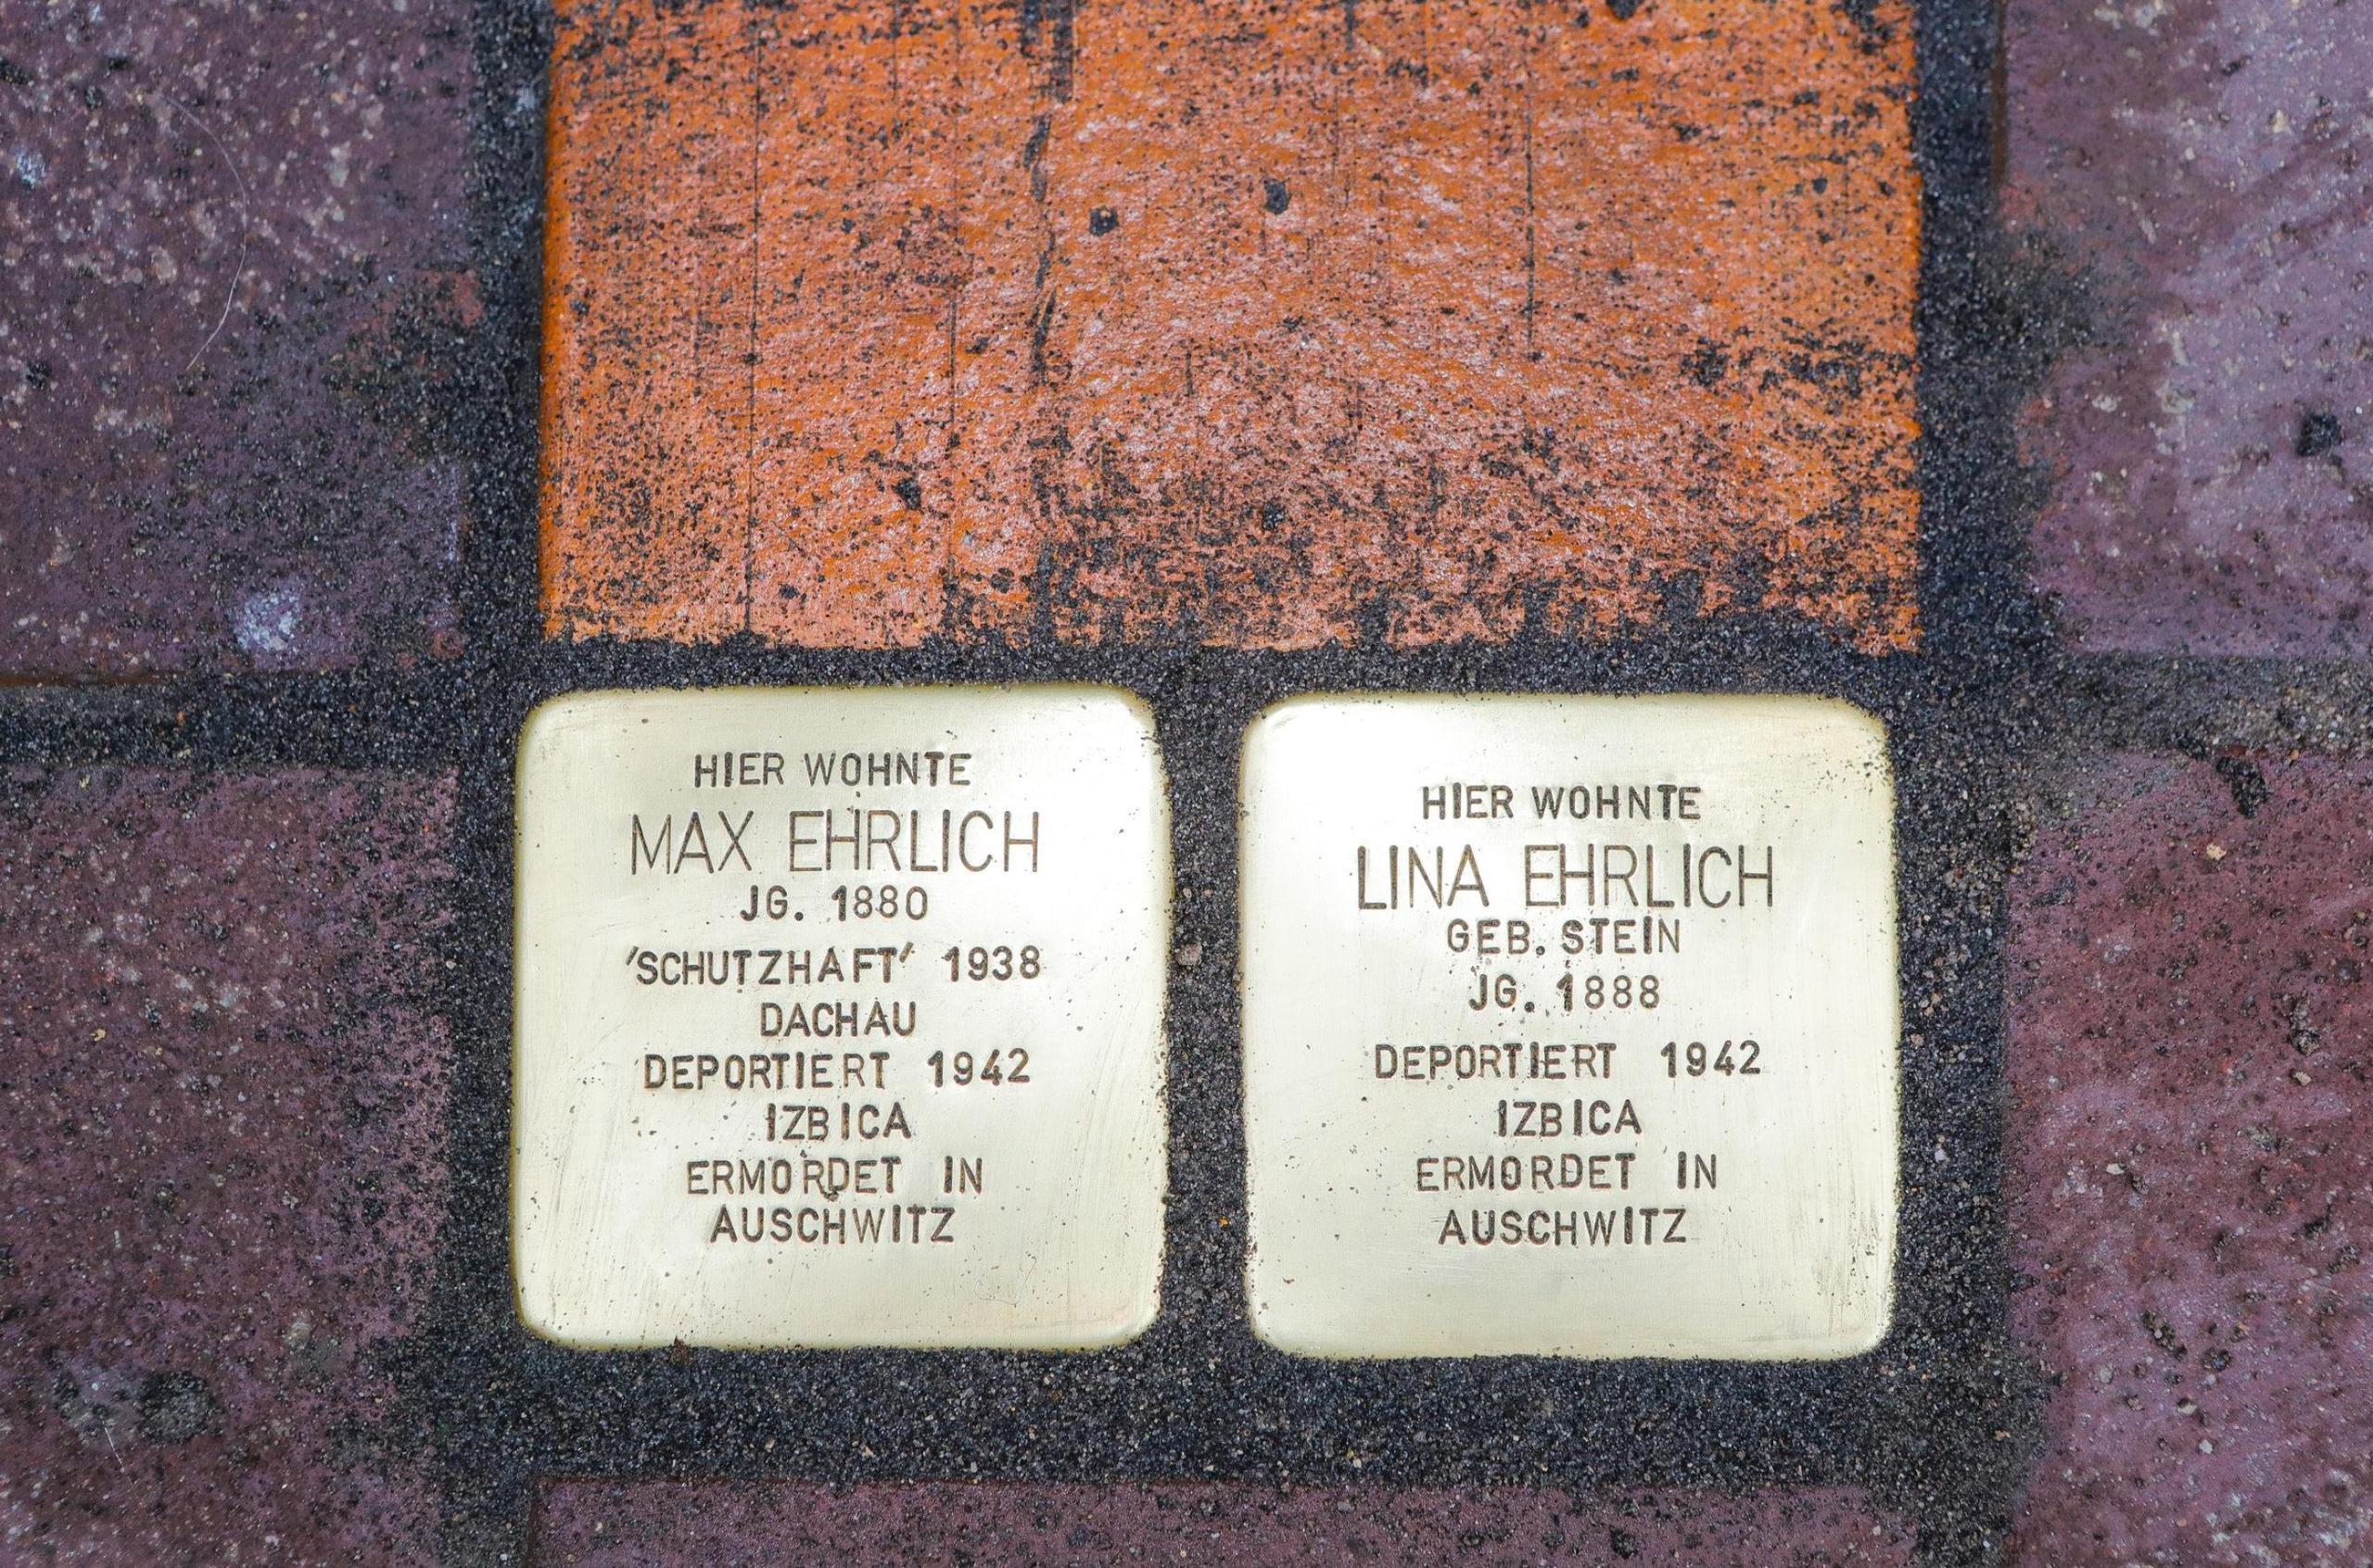 HIER WOHNTE
MAX EHRLICH
JG. 1880
'SCHUTZHAFT' 1938
DACHAU
DEPORTIERT 1942
IZBICA
ERMORDET IN
AUSCHWITZ
HIER WOHNTE
LINA EHRLICH
GEB. STEIN
JG. 1888
DEPORTIERT 1942
IZBICA
ERMORDET IN
AUSCHWITZ